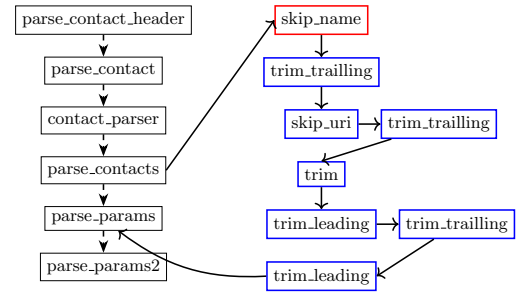 parse_contact_header
skip_name
parse_contact
trim_trailling
contact_parser
skip_uri
trim_trailling
parse_contacts
trim
parse_params
trim_leading
trim_trailling
parse_params2
trim_leading